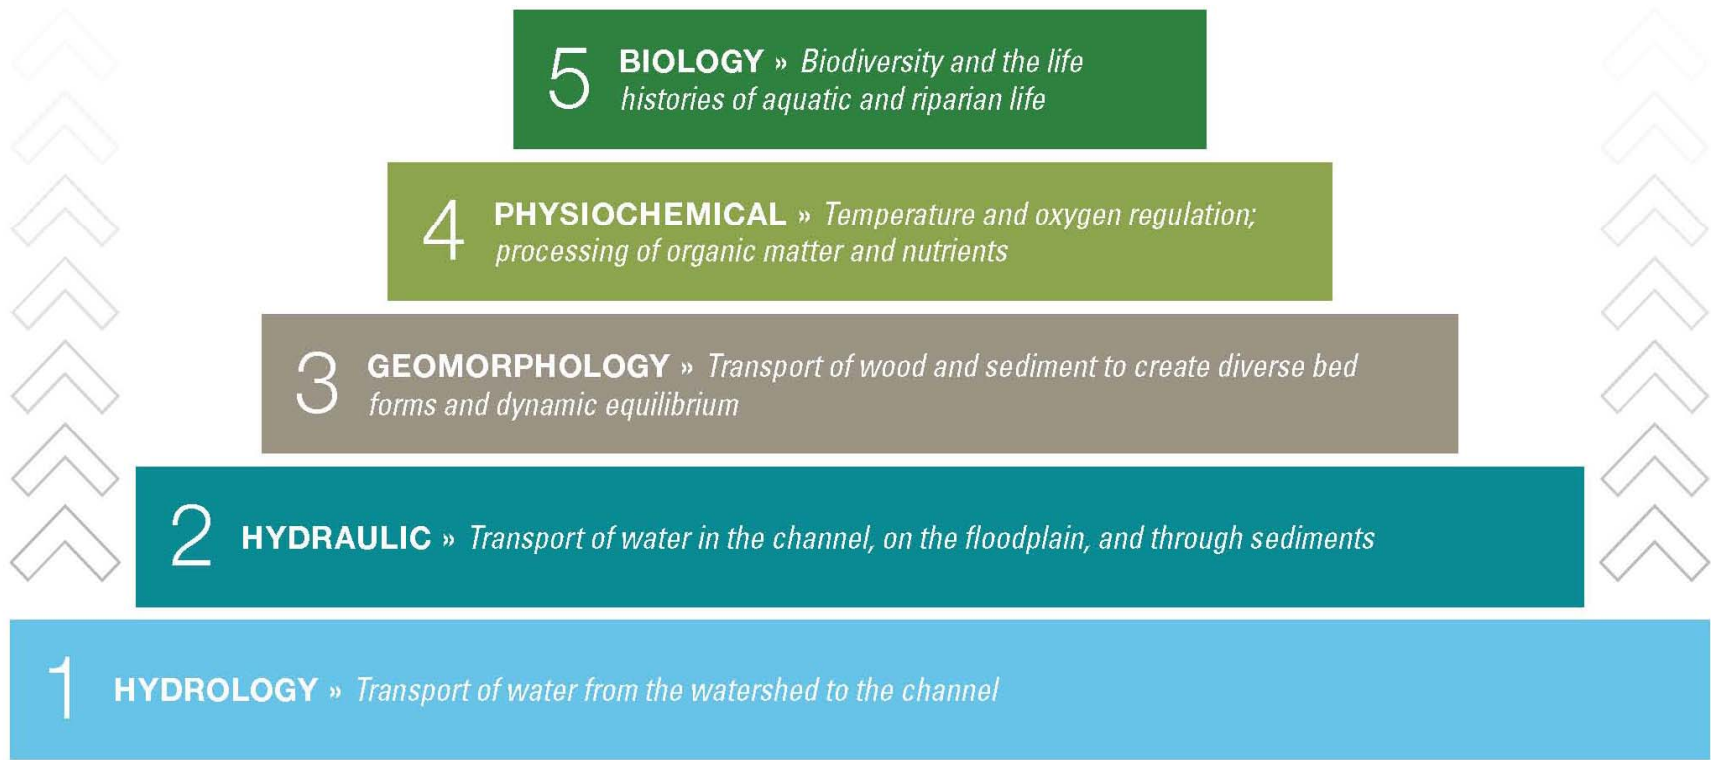 5 BIOLOGY » Biodiversity and the life
histories of aquatic and riparian life
4 PHYSIOCHEMICAL » Temperature and oxygen regulation;
processing of organic matter and nutrients
3 GEOMORPHOLOGY » Transport of wood and sediment to create diverse bed
forms and dynamic equilibrium
2 HYDRAULIC » Transport of water in the channel, on the floodplain, and through sediments
1 HYDROLOGY » Transport of water from the watershed to the channel